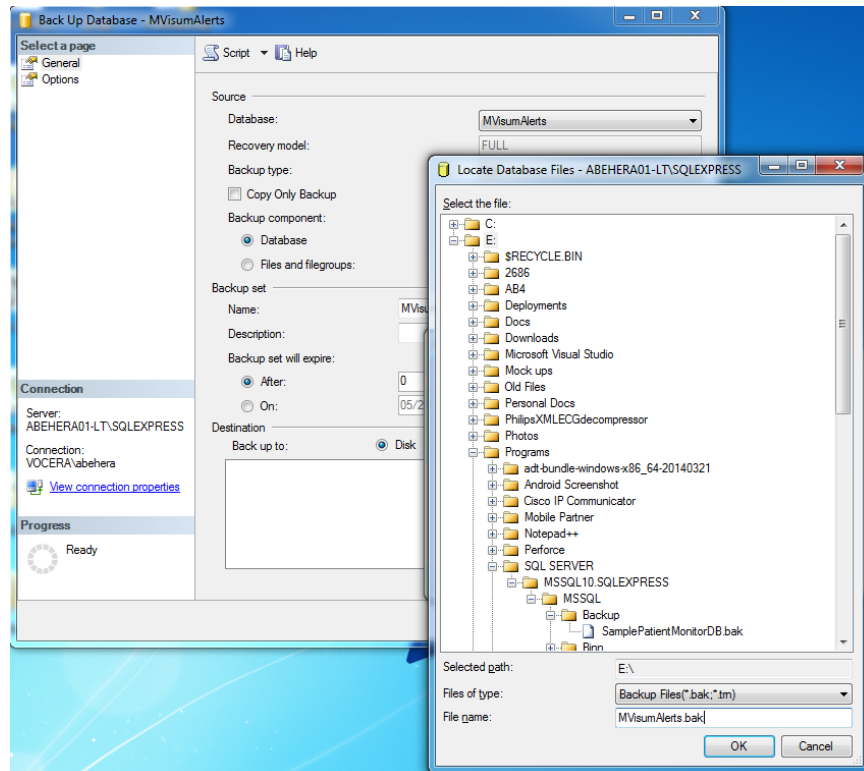 Back Up Database - MVisumAlerts
Select a page
General
Options
Script
Help
Source
Database:
MVisumAlerts
Recovery model:
FULL
Backup type:
Copy Only Backup
Backup component:
Database
Files and filegroups:
Backup set
Name:
Description:
Backup set will expire:
After:
0
On:
Destination
Back up to:
Disk
Connection
Server:
ABEHERA01-LT\SQLEXPRESS
Connection:
VOCERA\abehera
View connection properties
Progress
Ready
Locate Database Files - ABEHERA01-LT\SQLEXPRESS
Select the file:
C:
E:
$RECYCLE.BIN
2686
AB4
Deployments
Docs
Downloads
Microsoft Visual Studio
Mock ups
Old Files
Personal Docs
PhilipsXMLECGdecompressor
Photos
Programs
adt-bundle-windows-x86_64-20140321
Android Screenshot
Cisco IP Communicator
Mobile Partner
Notepad++
Perforce
SQL SERVER
MSSQL10.SQLEXPRESS
MSSQL
Backup
SamplePatientMonitorDB.bak
Binn
Selected path:
E:\
Files of type:
Backup Files(*.bak;*.trn)
File name:
MVisumAlerts.bak
OK
Cancel